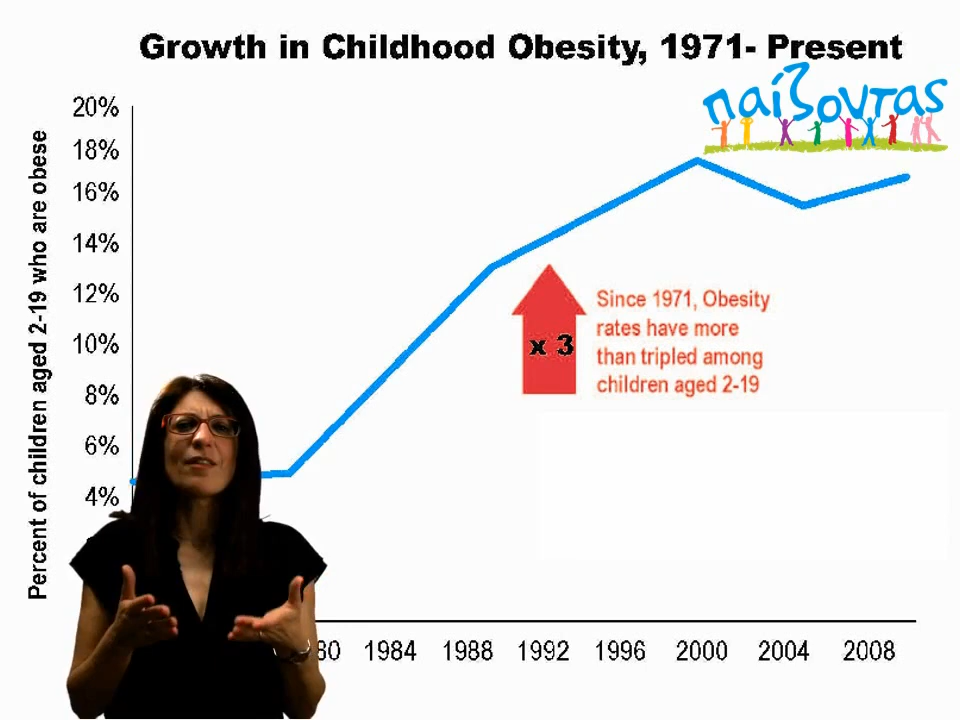 Growth in Childhood Obesity, 1971- Present
παίζοντας
Percent of children aged 2-19 who are obese
20%
18%
16%
14%
12%
10%
8%
6%
4%
x 3
Since 1971, Obesity
rates have more
than tripled among
children aged 2-19
80 1984 1988 1992 1996 2000 2004 2008